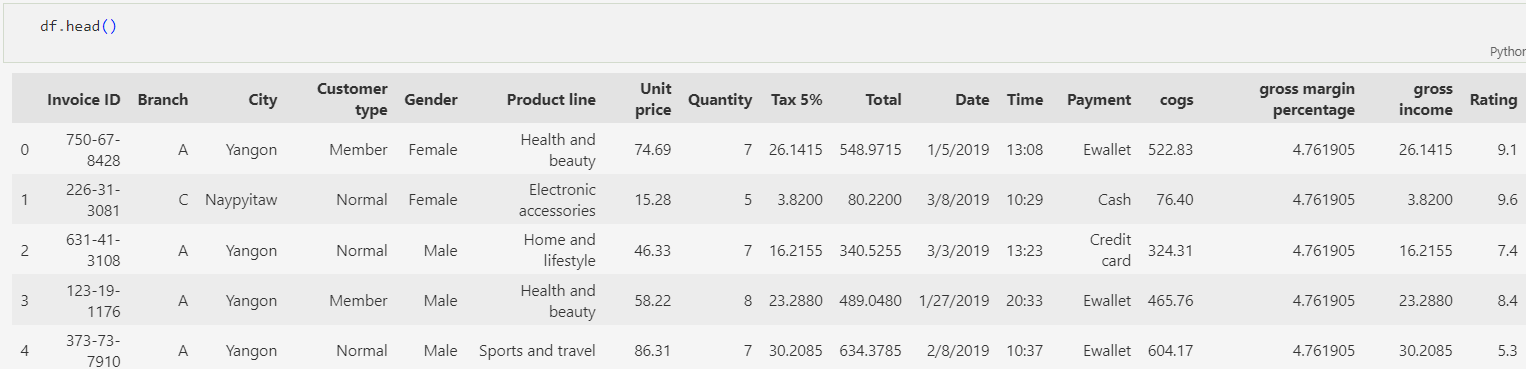 df.head()
Python
Invoice ID Branch City Customer type Gender Product line Unit price Quantity Tax 5% Total Date Time Payment cogs gross margin percentage gross income Rating
0 750-67-8428 A Yangon Member Female Health and beauty 74.69 7 26.1415 548.9715 1/5/2019 13:08 Ewallet 522.83 4.761905 26.1415 9.1
1 226-31-3081 C Naypyitaw Normal Female Electronic accessories 15.28 5 3.8200 80.2200 3/8/2019 10:29 Cash 76.40 4.761905 3.8200 9.6
2 631-41-3108 A Yangon Normal Male Home and lifestyle 46.33 7 16.2155 340.5255 3/3/2019 13:23 Credit card 324.31 4.761905 16.2155 7.4
3 123-19-1176 A Yangon Member Male Health and beauty 58.22 8 23.2880 489.0480 1/27/2019 20:33 Ewallet 465.76 4.761905 23.2880 8.4
4 373-73-7910 A Yangon Normal Male Sports and travel 86.31 7 30.2085 634.3785 2/8/2019 10:37 Ewallet 604.17 4.761905 30.2085 5.3